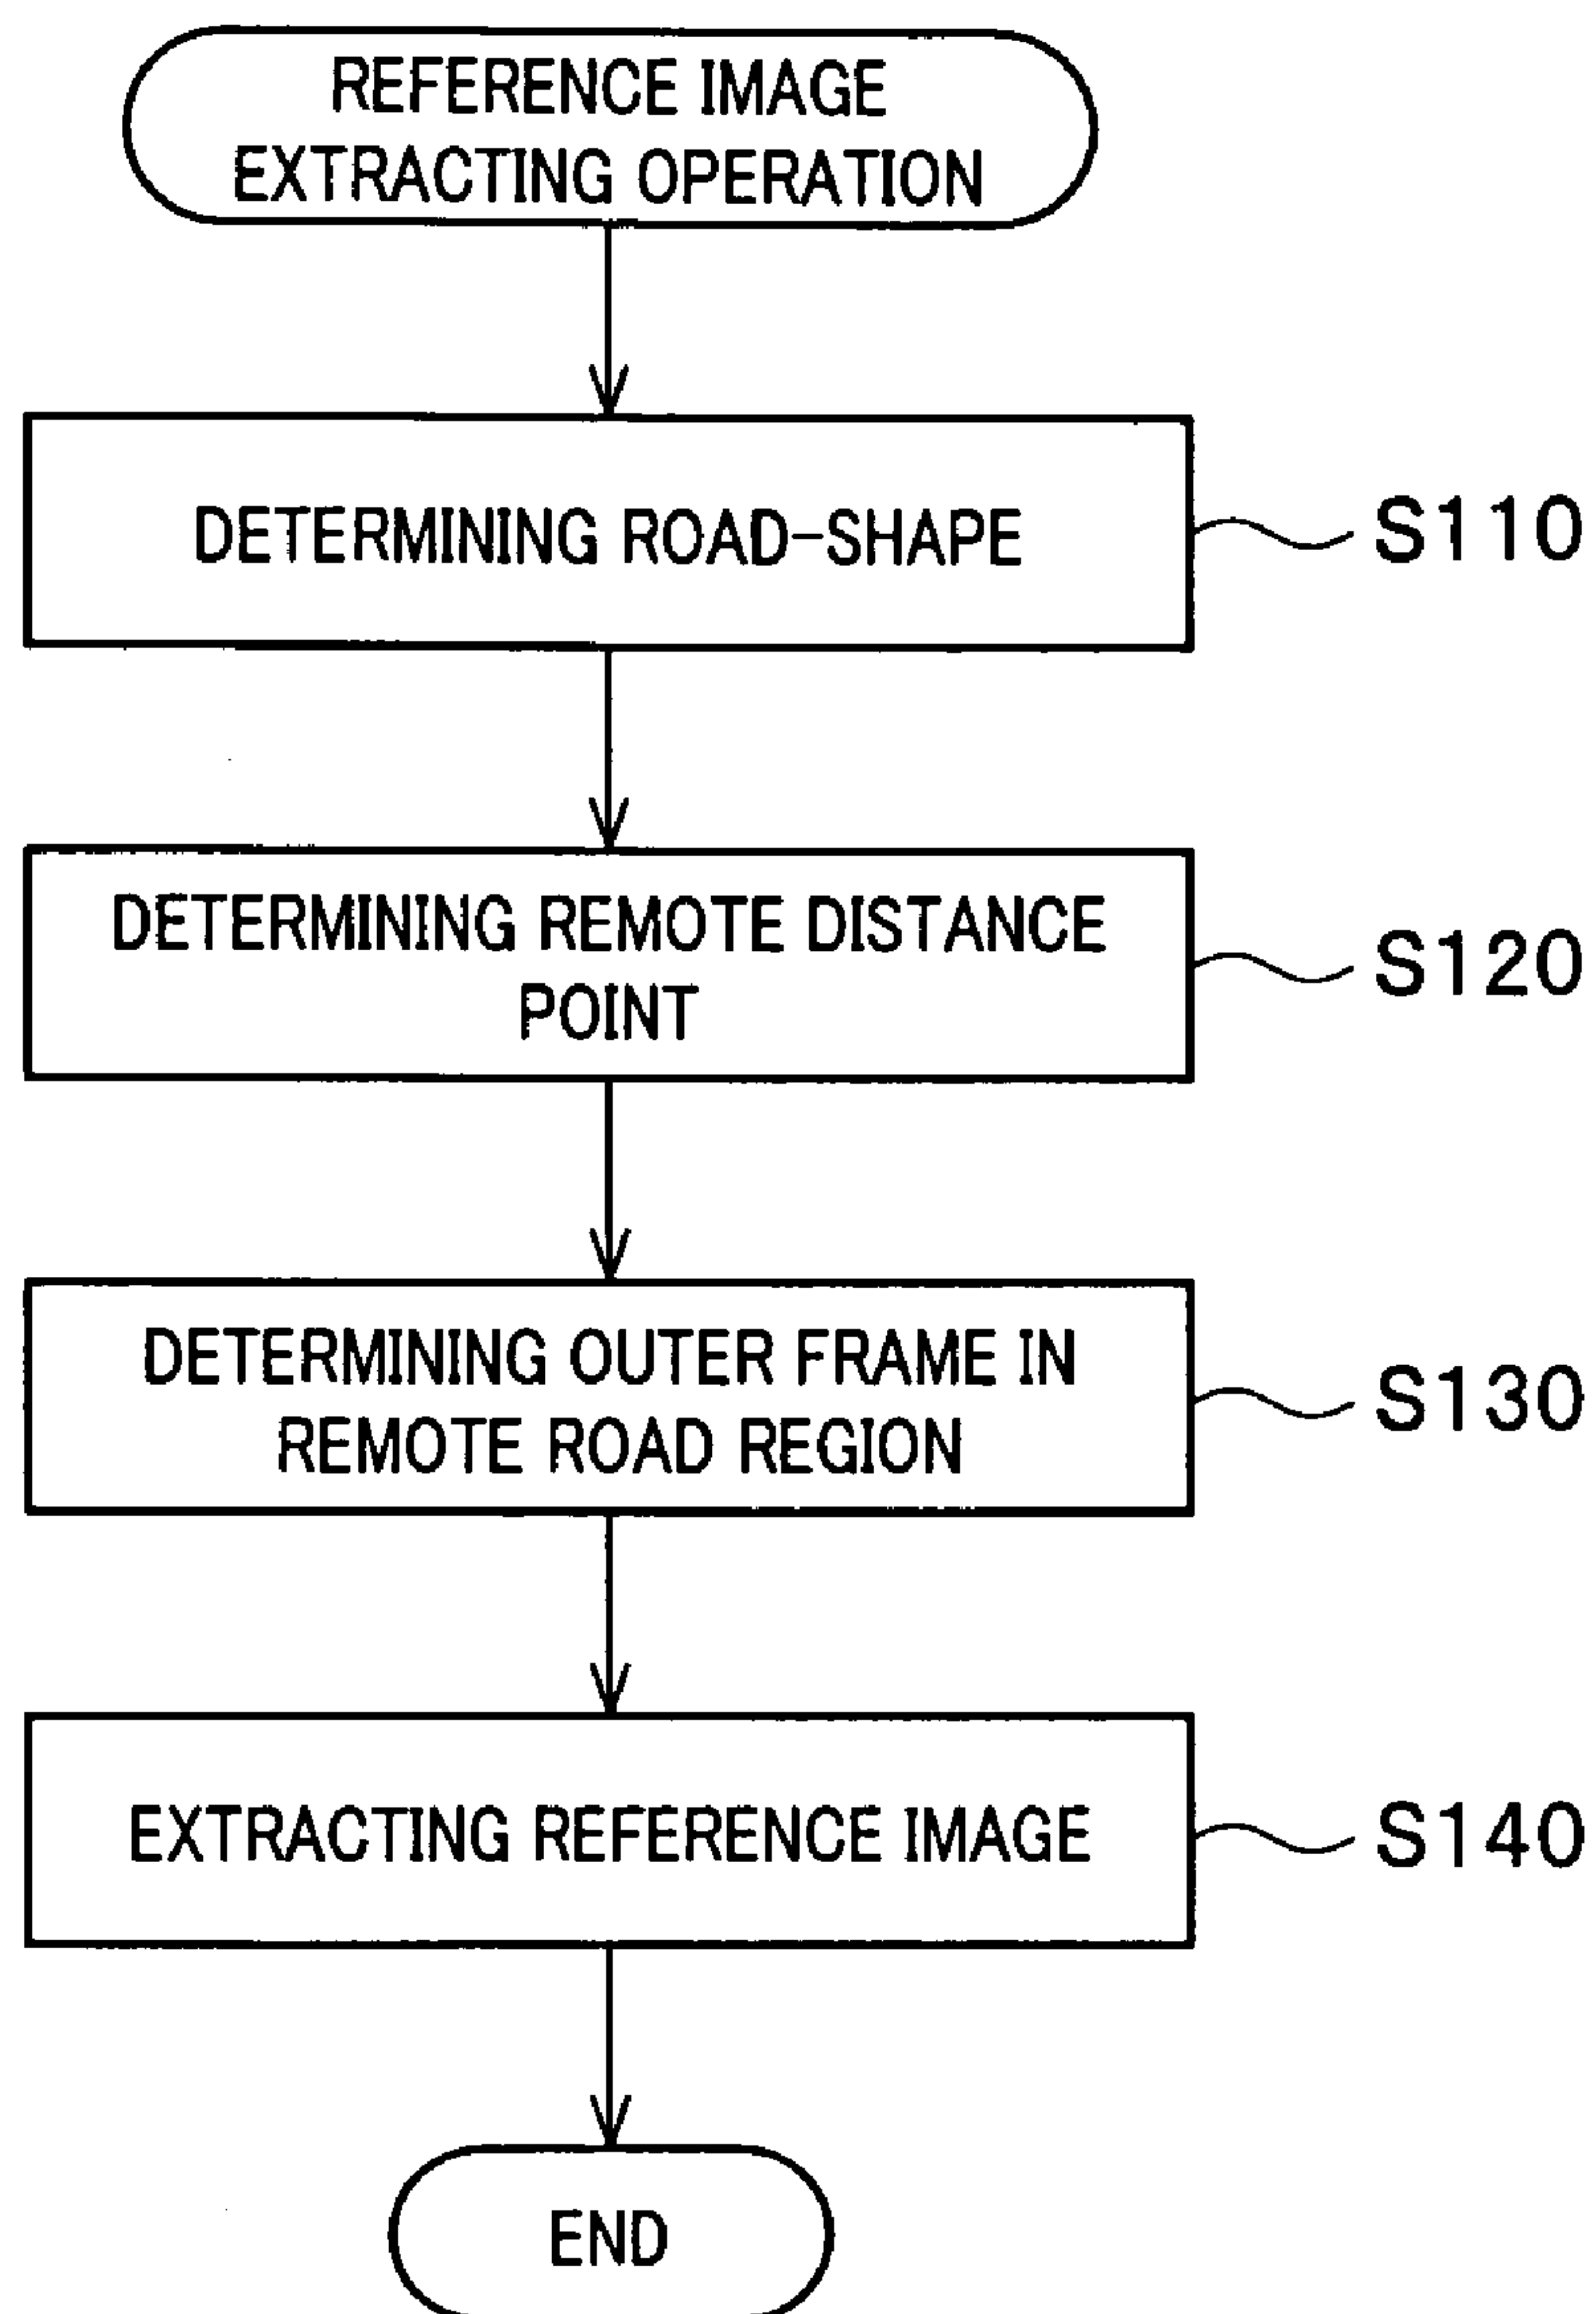 REFERENCE IMAGE
EXTRACTING OPERATION
DETERMINING ROAD-SHAPE
S110
DETERMINING REMOTE DISTANCE
POINT
S120
DETERMINING OUTER FRAME IN
REMOTE ROAD REGION
S130
EXTRACTING REFERENCE IMAGE
S140
END